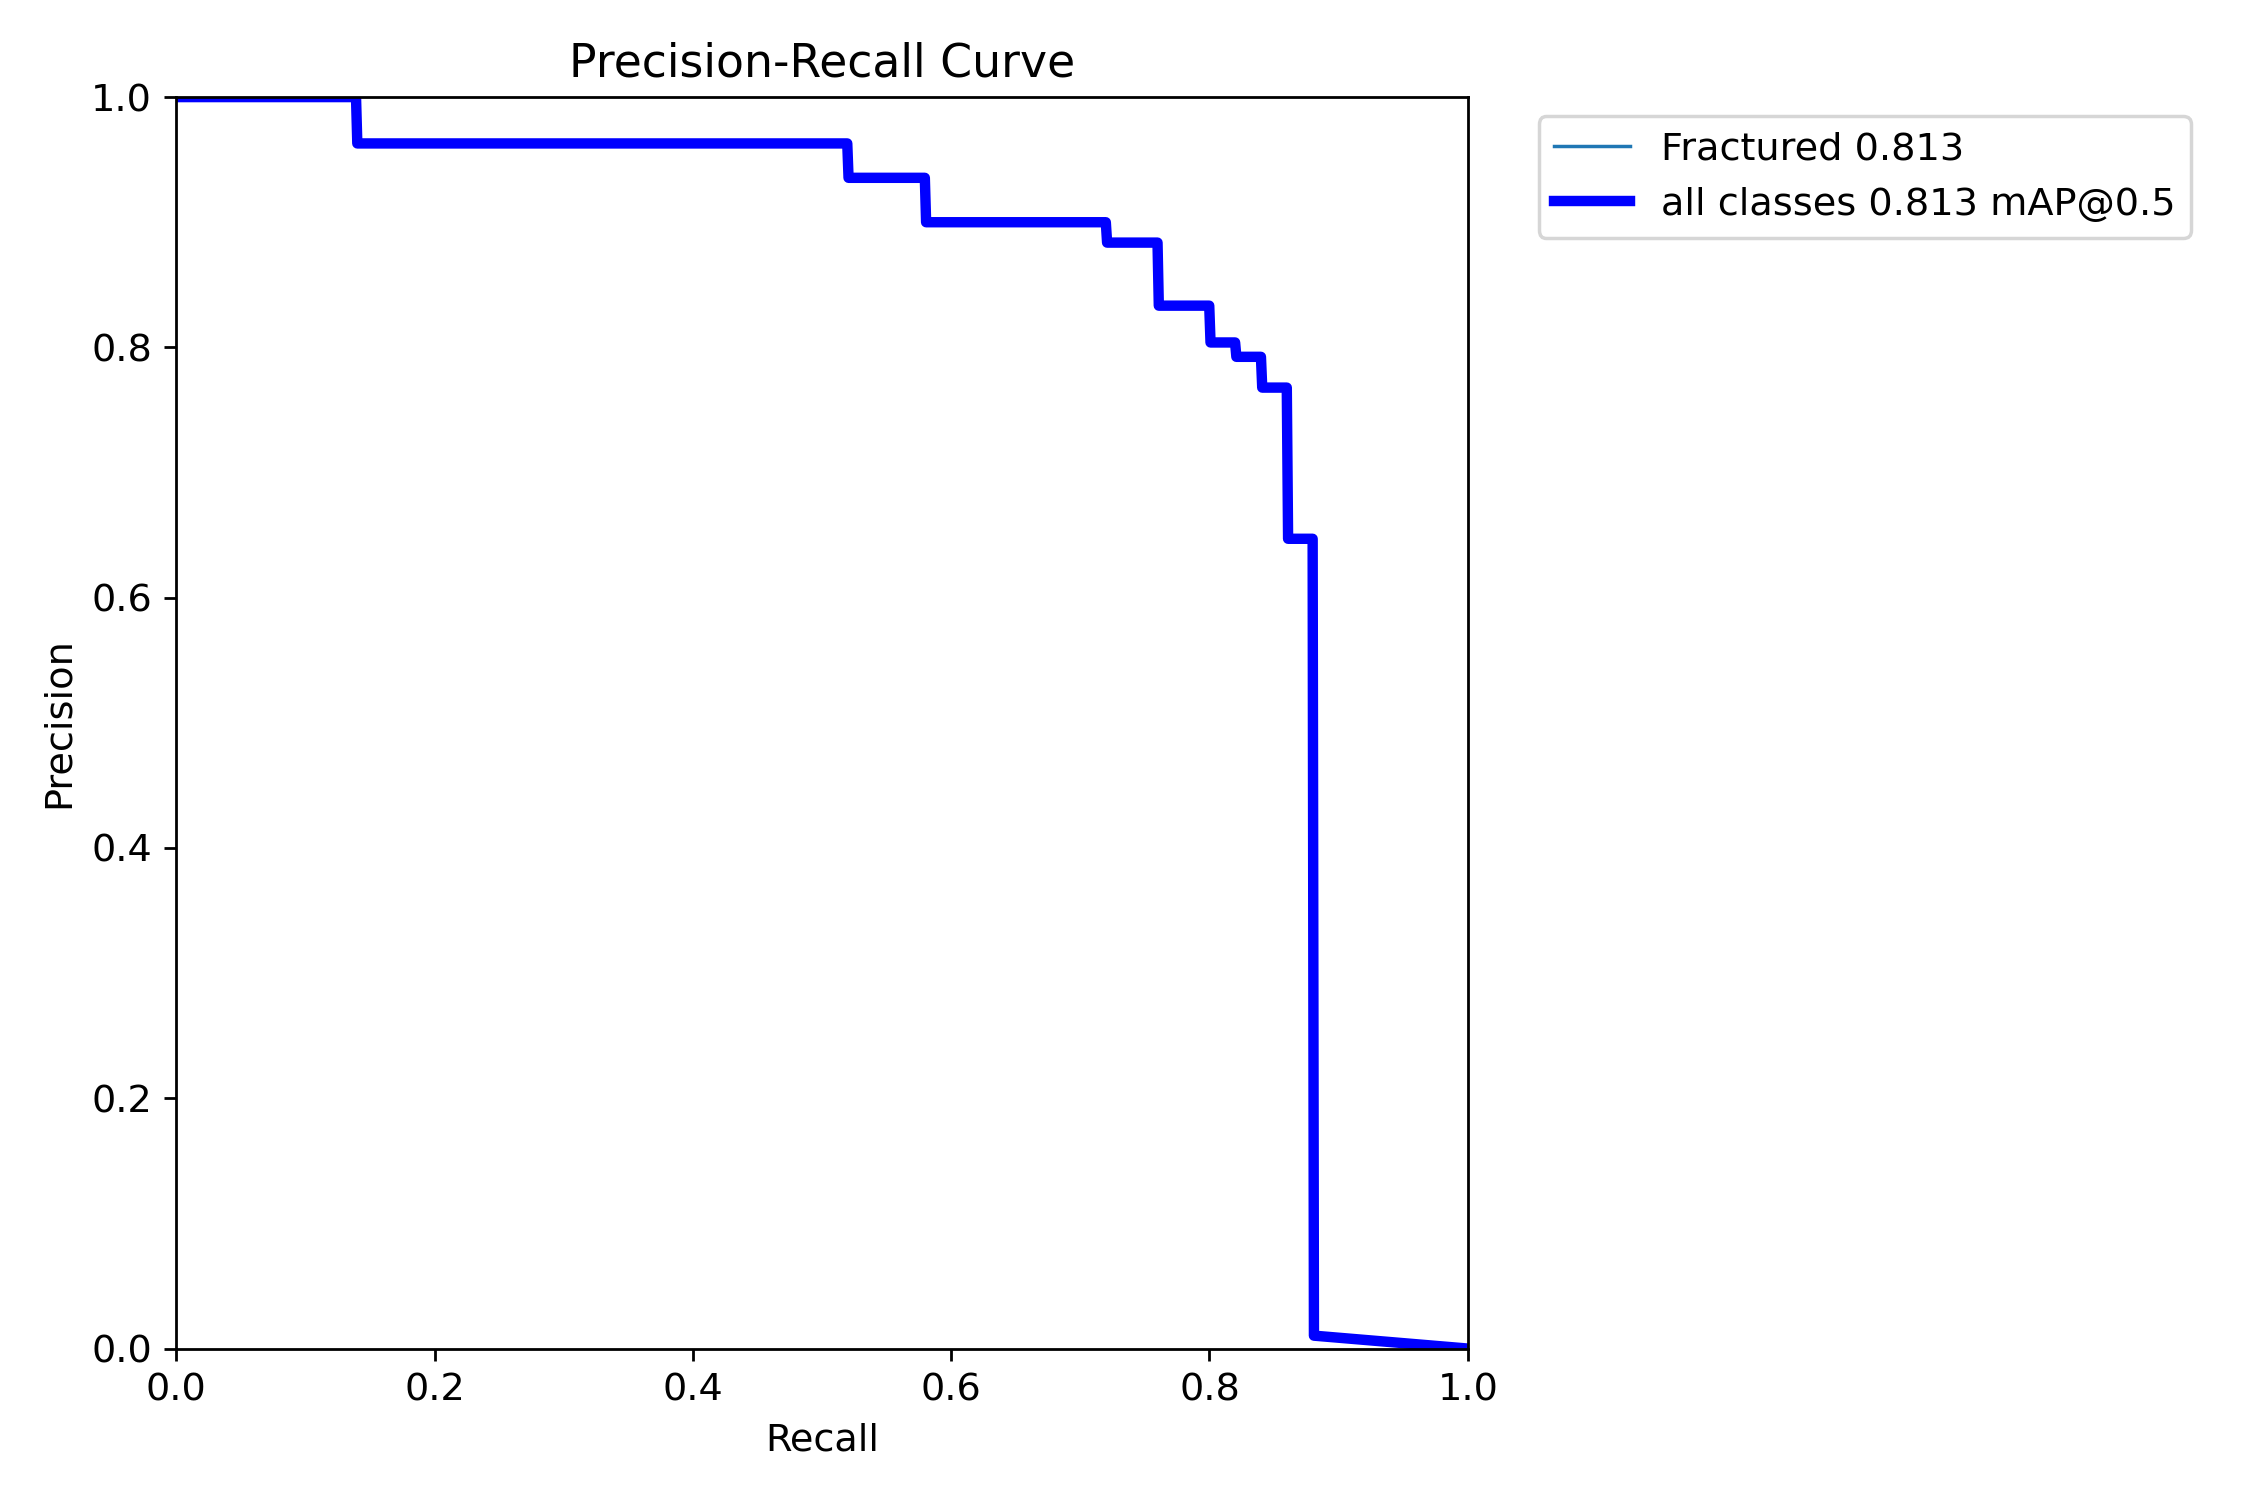 Precision-Recall Curve
1.0
0.8
0.6
0.4
0.2
0.0
Precision
0.0 0.2 0.4 0.6 0.8 1.0
Recall
Fractured 0.813
all classes 0.813 mAP@0.5